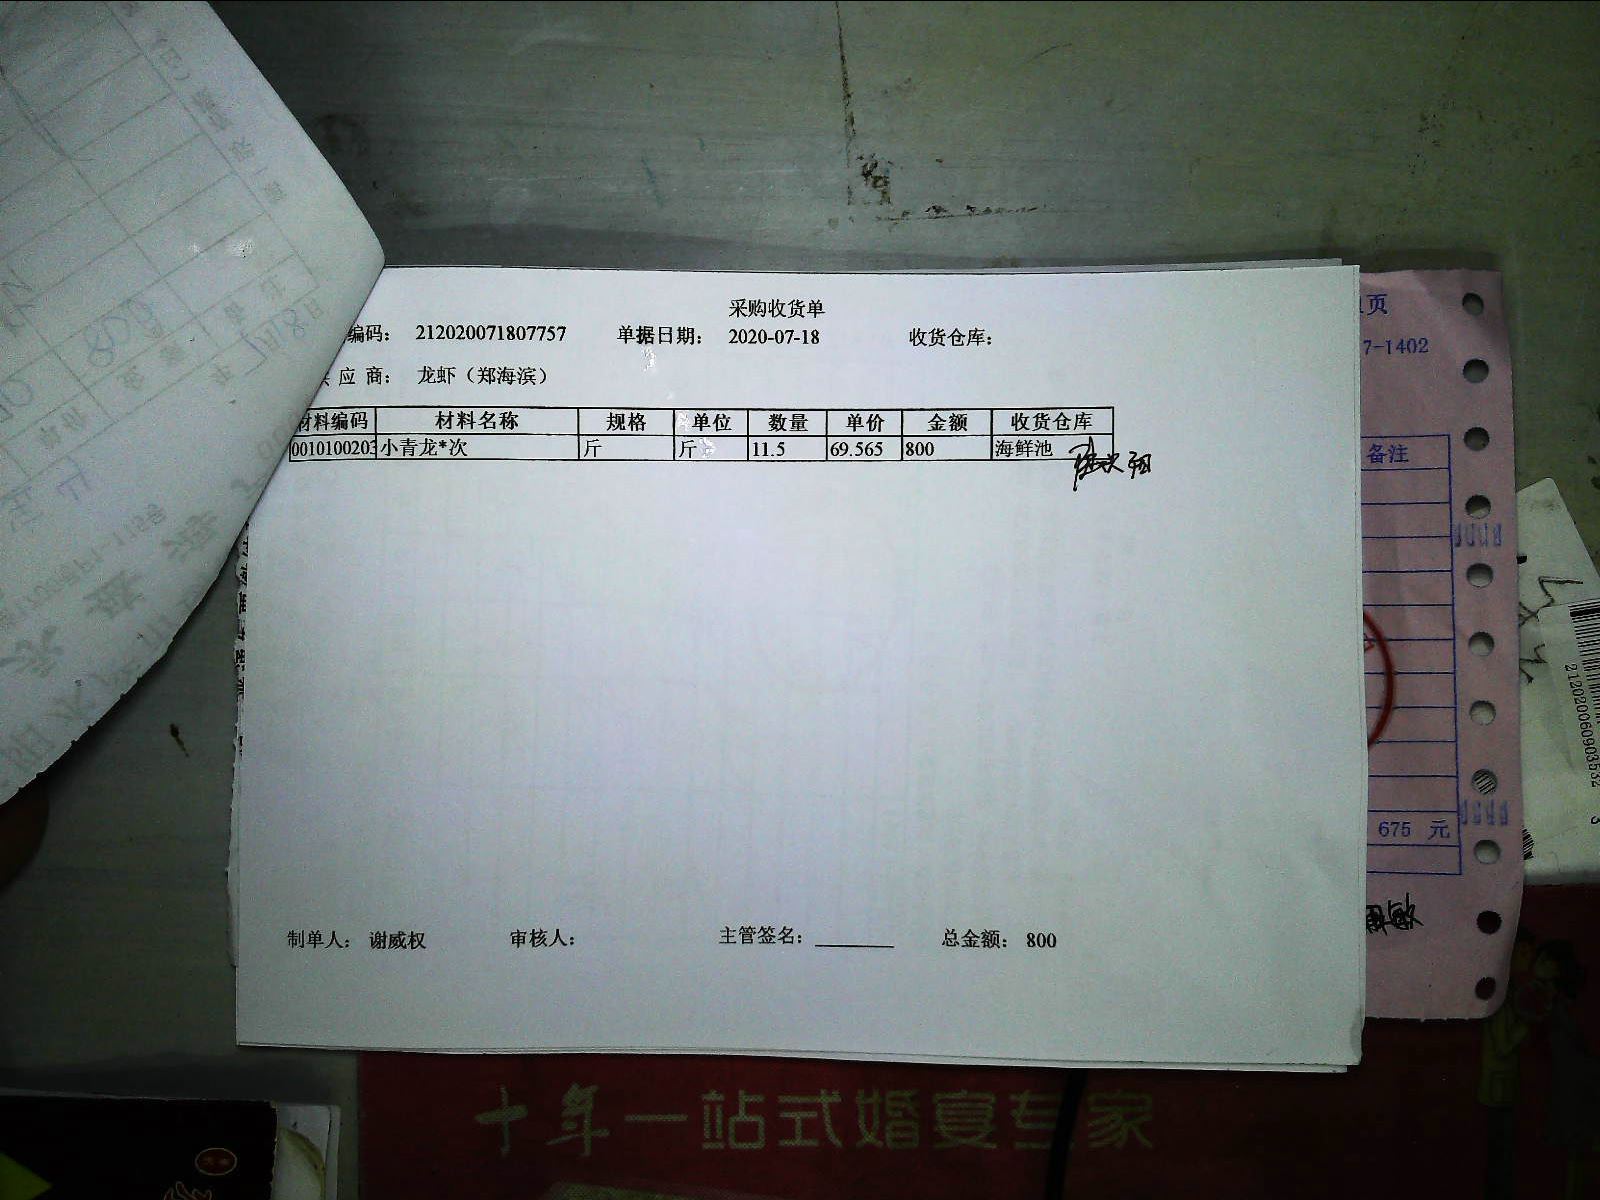 采购收货单
编码： 212020071807757 单据日期： 2020-07-18 收货仓库：
应 商： 龙虾（郑海滨）
材料编码 材料名称 规格 单位 数量 单价 金额 收货仓库
0010100203 小青龙*次 斤 斤 11.5 69.565 800 海鲜池
制单人： 谢威权 审核人： 主管签名： 总金额： 800
页
7-1402
备注
675 元
212020060903532 3
十年一站式婚宴专家